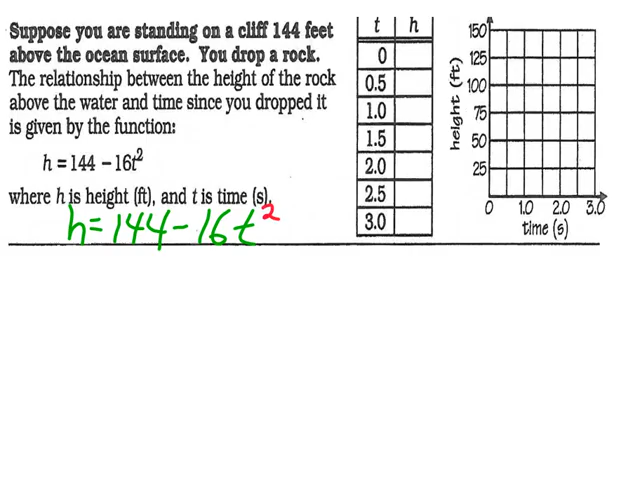 Suppose you are standing on a cliff 144 feet
above the ocean surface. You drop a rock.
The relationship between the height of the rock
above the water and time since you dropped it
is given by the function:
h = 144 – 16t²
where h is height (ft), and t is time (s).
h = 144 – 16t²
t h
0
0.5
1.0
1.5
2.0
2.5
3.0
height (ft)
150
125
100
75
50
25
0 1.0 2.0 3.0
time (s)